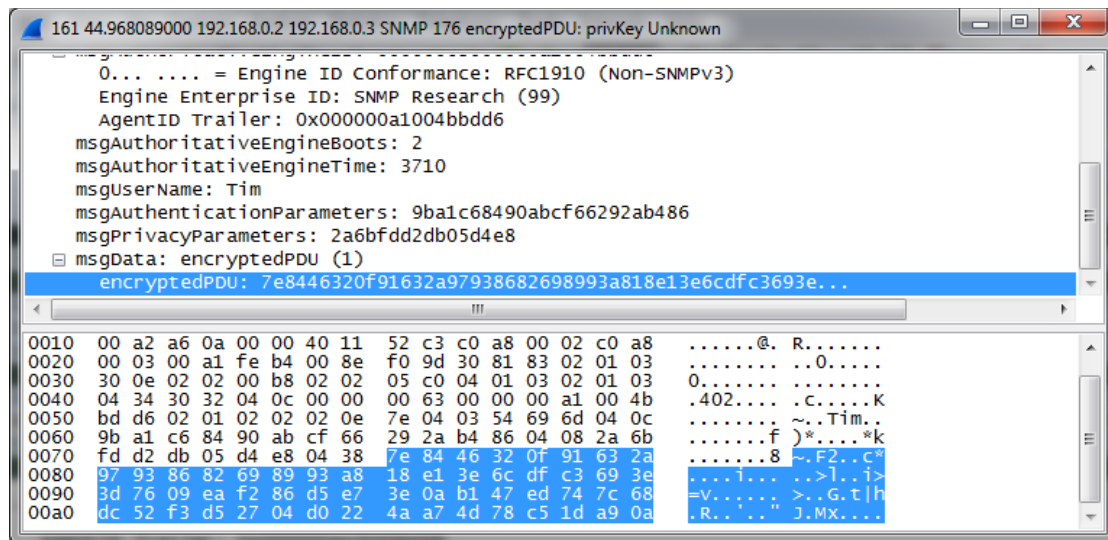 161 44.968089000 192.168.0.2 192.168.0.3 SNMP 176 encryptedPDU: privKey Unknown
0... .... = Engine ID Conformance: RFC1910 (Non-SNMPv3)
Engine Enterprise ID: SNMP Research (99)
AgentID Trailer: 0x000000a1004bbdd6
msgAuthoritativeEngineBoots: 2
msgAuthoritativeEngineTime: 3710
msgUserName: Tim
msgAuthenticationParameters: 9ba1c68490abcf66292ab486
msgPrivacyParameters: 2a6bfdd2db05d4e8
msgData: encryptedPDU (1)
encryptedPDU: 7e8446320f91632a97938682698993a818e13e6cdfc3693e...
0010 00 a2 a6 0a 00 00 40 11 52 c3 c0 a8 00 02 c0 a8 ......@. R.......
0020 00 03 00 a1 fe b4 00 8e f0 9d 30 81 83 02 01 03 ........ ..0.....
0030 30 0e 02 02 00 b8 02 02 05 c0 04 01 03 02 01 03 0....... ........
0040 04 34 30 32 04 0c 00 00 00 63 00 00 00 a1 00 4b .402.... .c.....K
0050 bd d6 02 01 02 02 02 0e 7e 04 03 54 69 6d 04 0c ........ ~..Tim..
0060 9b a1 c6 84 90 ab cf 66 29 2a b4 86 04 08 2a 6b .......f )*....*k
0070 fd d2 db 05 d4 e8 04 38 7e 84 46 32 0f 91 63 2a .......8 ~.F2..c*
0080 97 93 86 82 69 89 93 a8 18 e1 3e 6c df c3 69 3e ....i... ..>l..i>
0090 3d 76 09 ea f2 86 d5 e7 3e 0a b1 47 ed 74 7c 68 =v...... >..G.t|h
00a0 dc 52 f3 d5 27 04 d0 22 4a a7 4d 78 c5 1d a9 0a .R..'.." J.Mx....